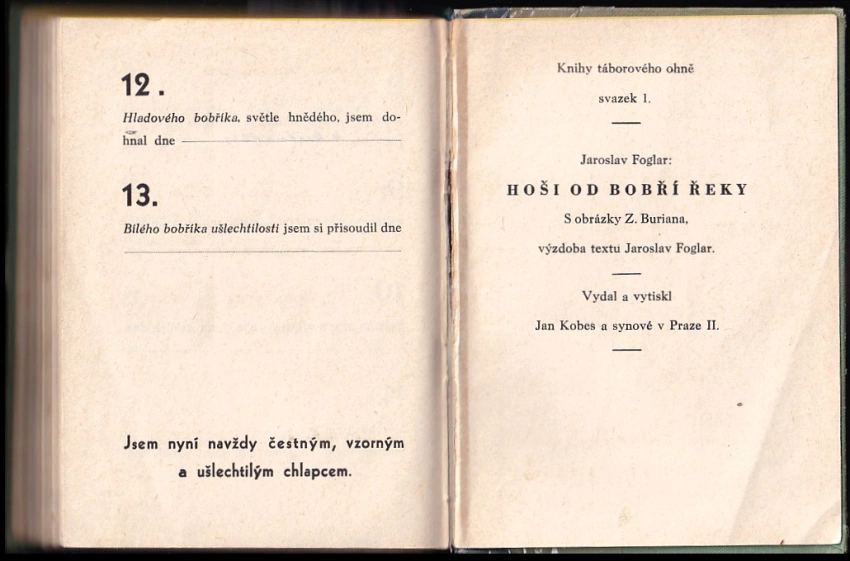 12.
Hladového bobříka, světle hnědého, jsem do-
hnal dne
13.
Bílého bobříka ušlechtilosti jsem si přisoudil dne
Jsem nyní navždy čestným, vzorným
a ušlechtilým chlapcem.
Knihy táborového ohně
svazek 1.
Jaroslav Foglar:
HOŠI OD BOBŘÍ ŘEKY
S obrázky Z. Buriana,
výzdoba textu Jaroslav Foglar.
Vydal a vytiskl
Jan Kobes a synové v Praze II.